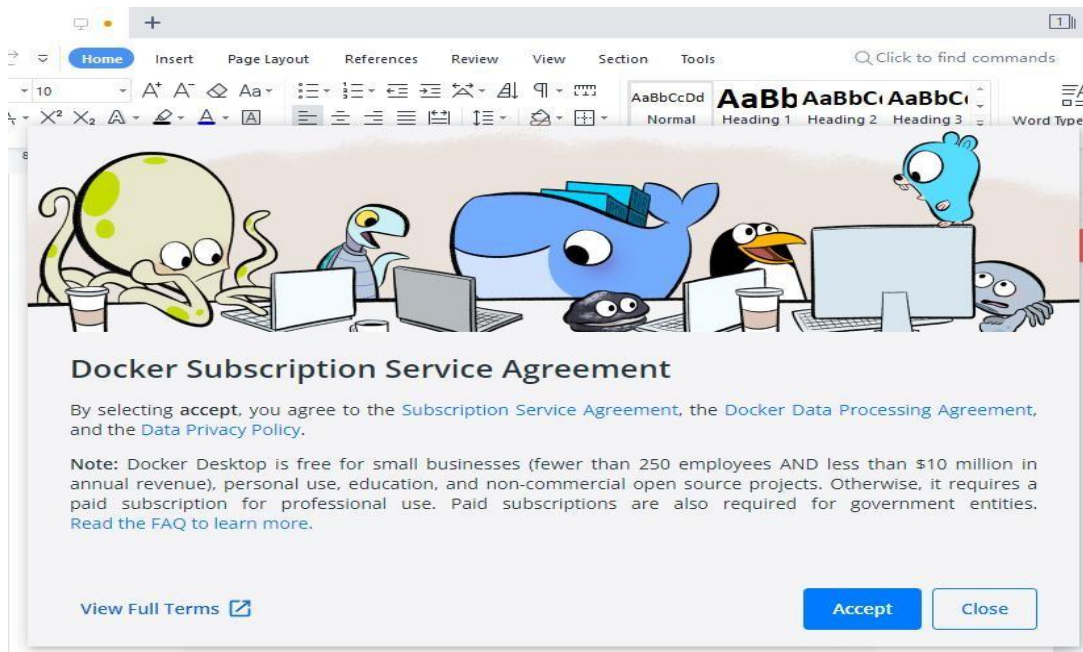 1
Home Insert Page Layout References Review View Section Tools Click to find commands
10 A⁺ A⁻ Aa
X² X₂ A A A
AaBbCcDd AaBb AaBbC AaBbC
Normal Heading 1 Heading 2 Heading 3 Word Type
8
Docker Subscription Service Agreement
By selecting accept, you agree to the Subscription Service Agreement, the Docker Data Processing Agreement,
and the Data Privacy Policy.
Note: Docker Desktop is free for small businesses (fewer than 250 employees AND less than $10 million in
annual revenue), personal use, education, and non-commercial open source projects. Otherwise, it requires a
paid subscription for professional use. Paid subscriptions are also required for government entities.
Read the FAQ to learn more.
View Full Terms Accept Close